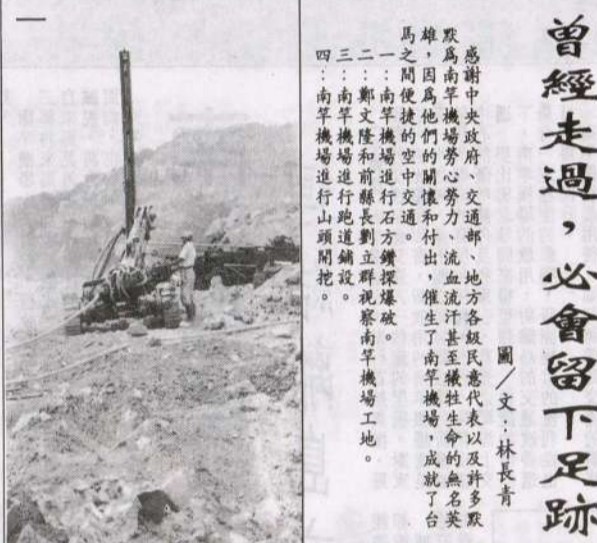 曾經走過，必會留下足跡
圖／文：林長青
感謝中央政府、交通部、地方各級民意代表以及許多默
默爲南竿機場勞心勞力、流血流汗甚至犧牲生命的無名英
雄，因爲他們的關懷和付出，催生了南竿機場，成就了台
馬之間便捷的空中交通。
一：南竿機場進行石方鑽探爆破。
二：鄭文隆和前縣長劉立群視察南竿機場工地。
三：南竿機場進行跑道鋪設。
四：南竿機場進行山頭開挖。
一